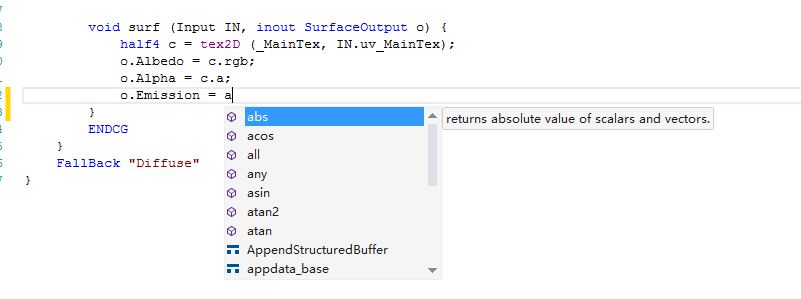 7
8 void surf (Input IN, inout SurfaceOutput o) {
9 half4 c = tex2D (_MainTex, IN.uv_MainTex);
0 o.Albedo = c.rgb;
1 o.Alpha = c.a;
2 o.Emission = a
3 }
4 ENDCG
5 }
6 FallBack "Diffuse"
7 }
abs
acos
all
any
asin
atan2
atan
AppendStructuredBuffer
appdata_base
returns absolute value of scalars and vectors.